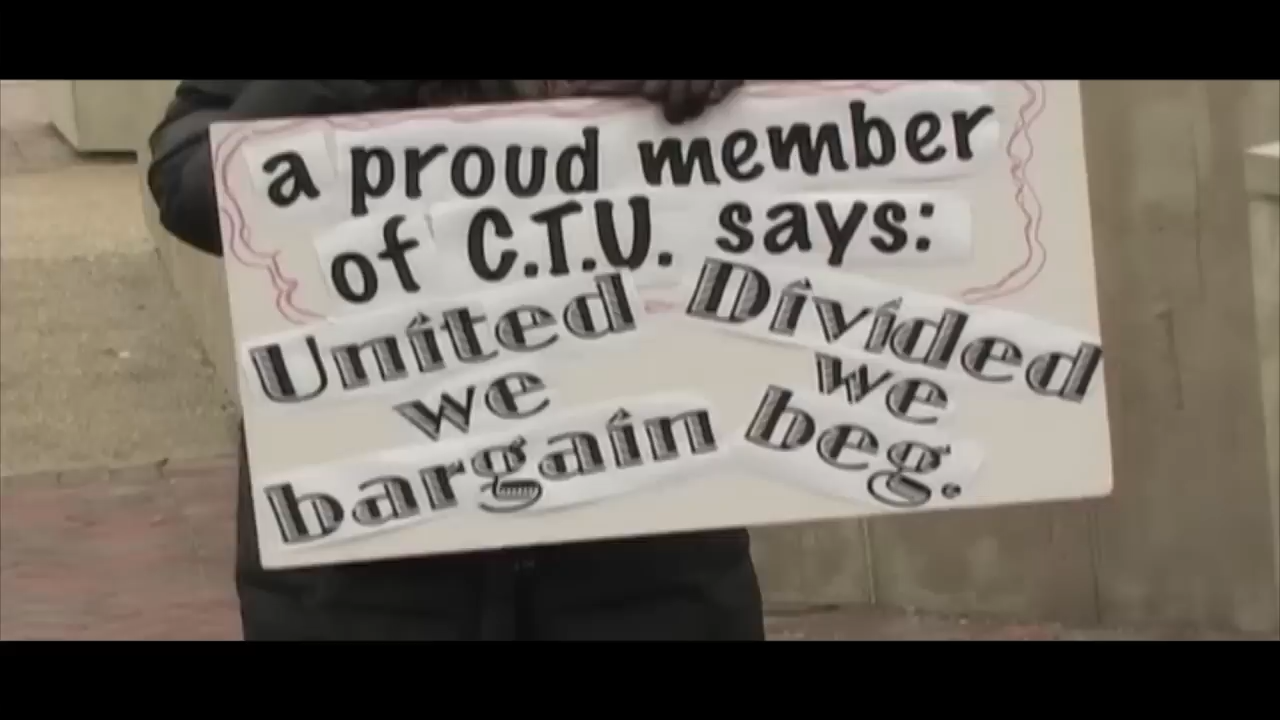 a proud member
of C.T.U. says:
United
we
bargain
Divided
we
beg.